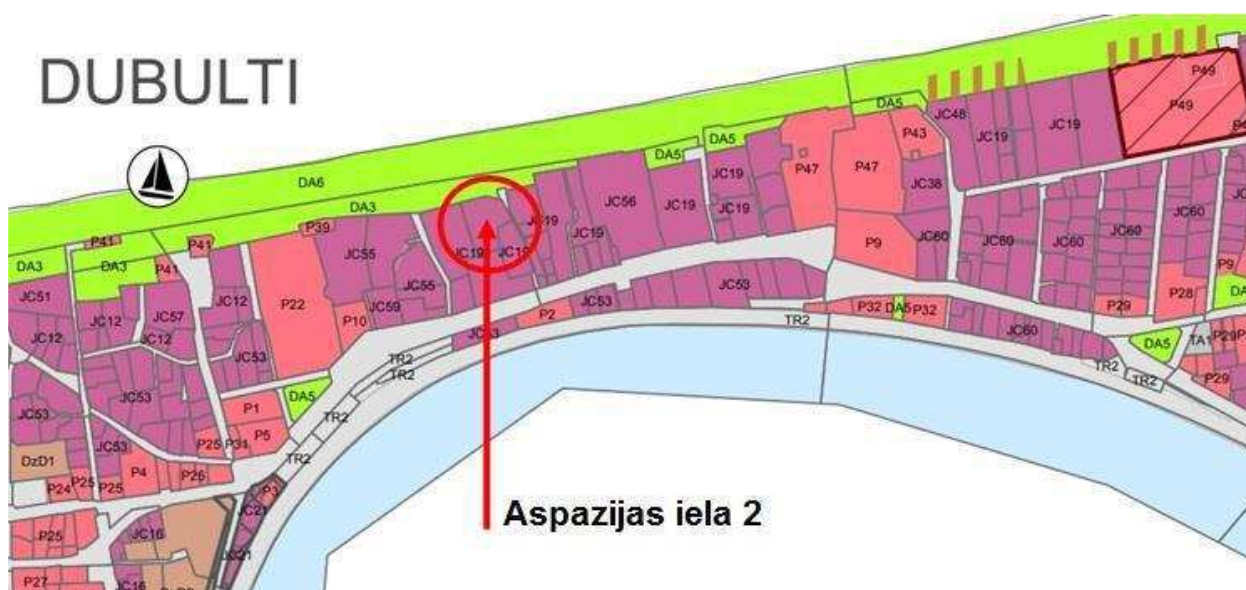 DUBULTI
P49
P49
DA5
JC48
JC19
P43
JC19
DA5
P47
P47
DA5
JC19
JC38
DA6
JC56
JC19
JC19
JC60
DA3
JC19
P39
P41
P41
JC19
JC19
JC19
P9
JC60
JC60
JC60
JC60
DA3
DA3
P41
JC55
JC55
P9
JC51
JC12
JC57
JC12
P22
JC59
P10
JC53
JC53
P28
JC12
JC12
JC53
P2
P32
DA5
P32
P29
TR2
TR2
JC60
DA5
TA1
P29
JC53
JC53
DA5
TR2
TR2
TR2
TR2
P29
P1
TR2
JC53
P25
P31
P5
TR2
DzD1
P4
P26
P24
P25
P25
P3
Aspazijas iela 2
JC21
P25
JC16
JC21
P27
JC16